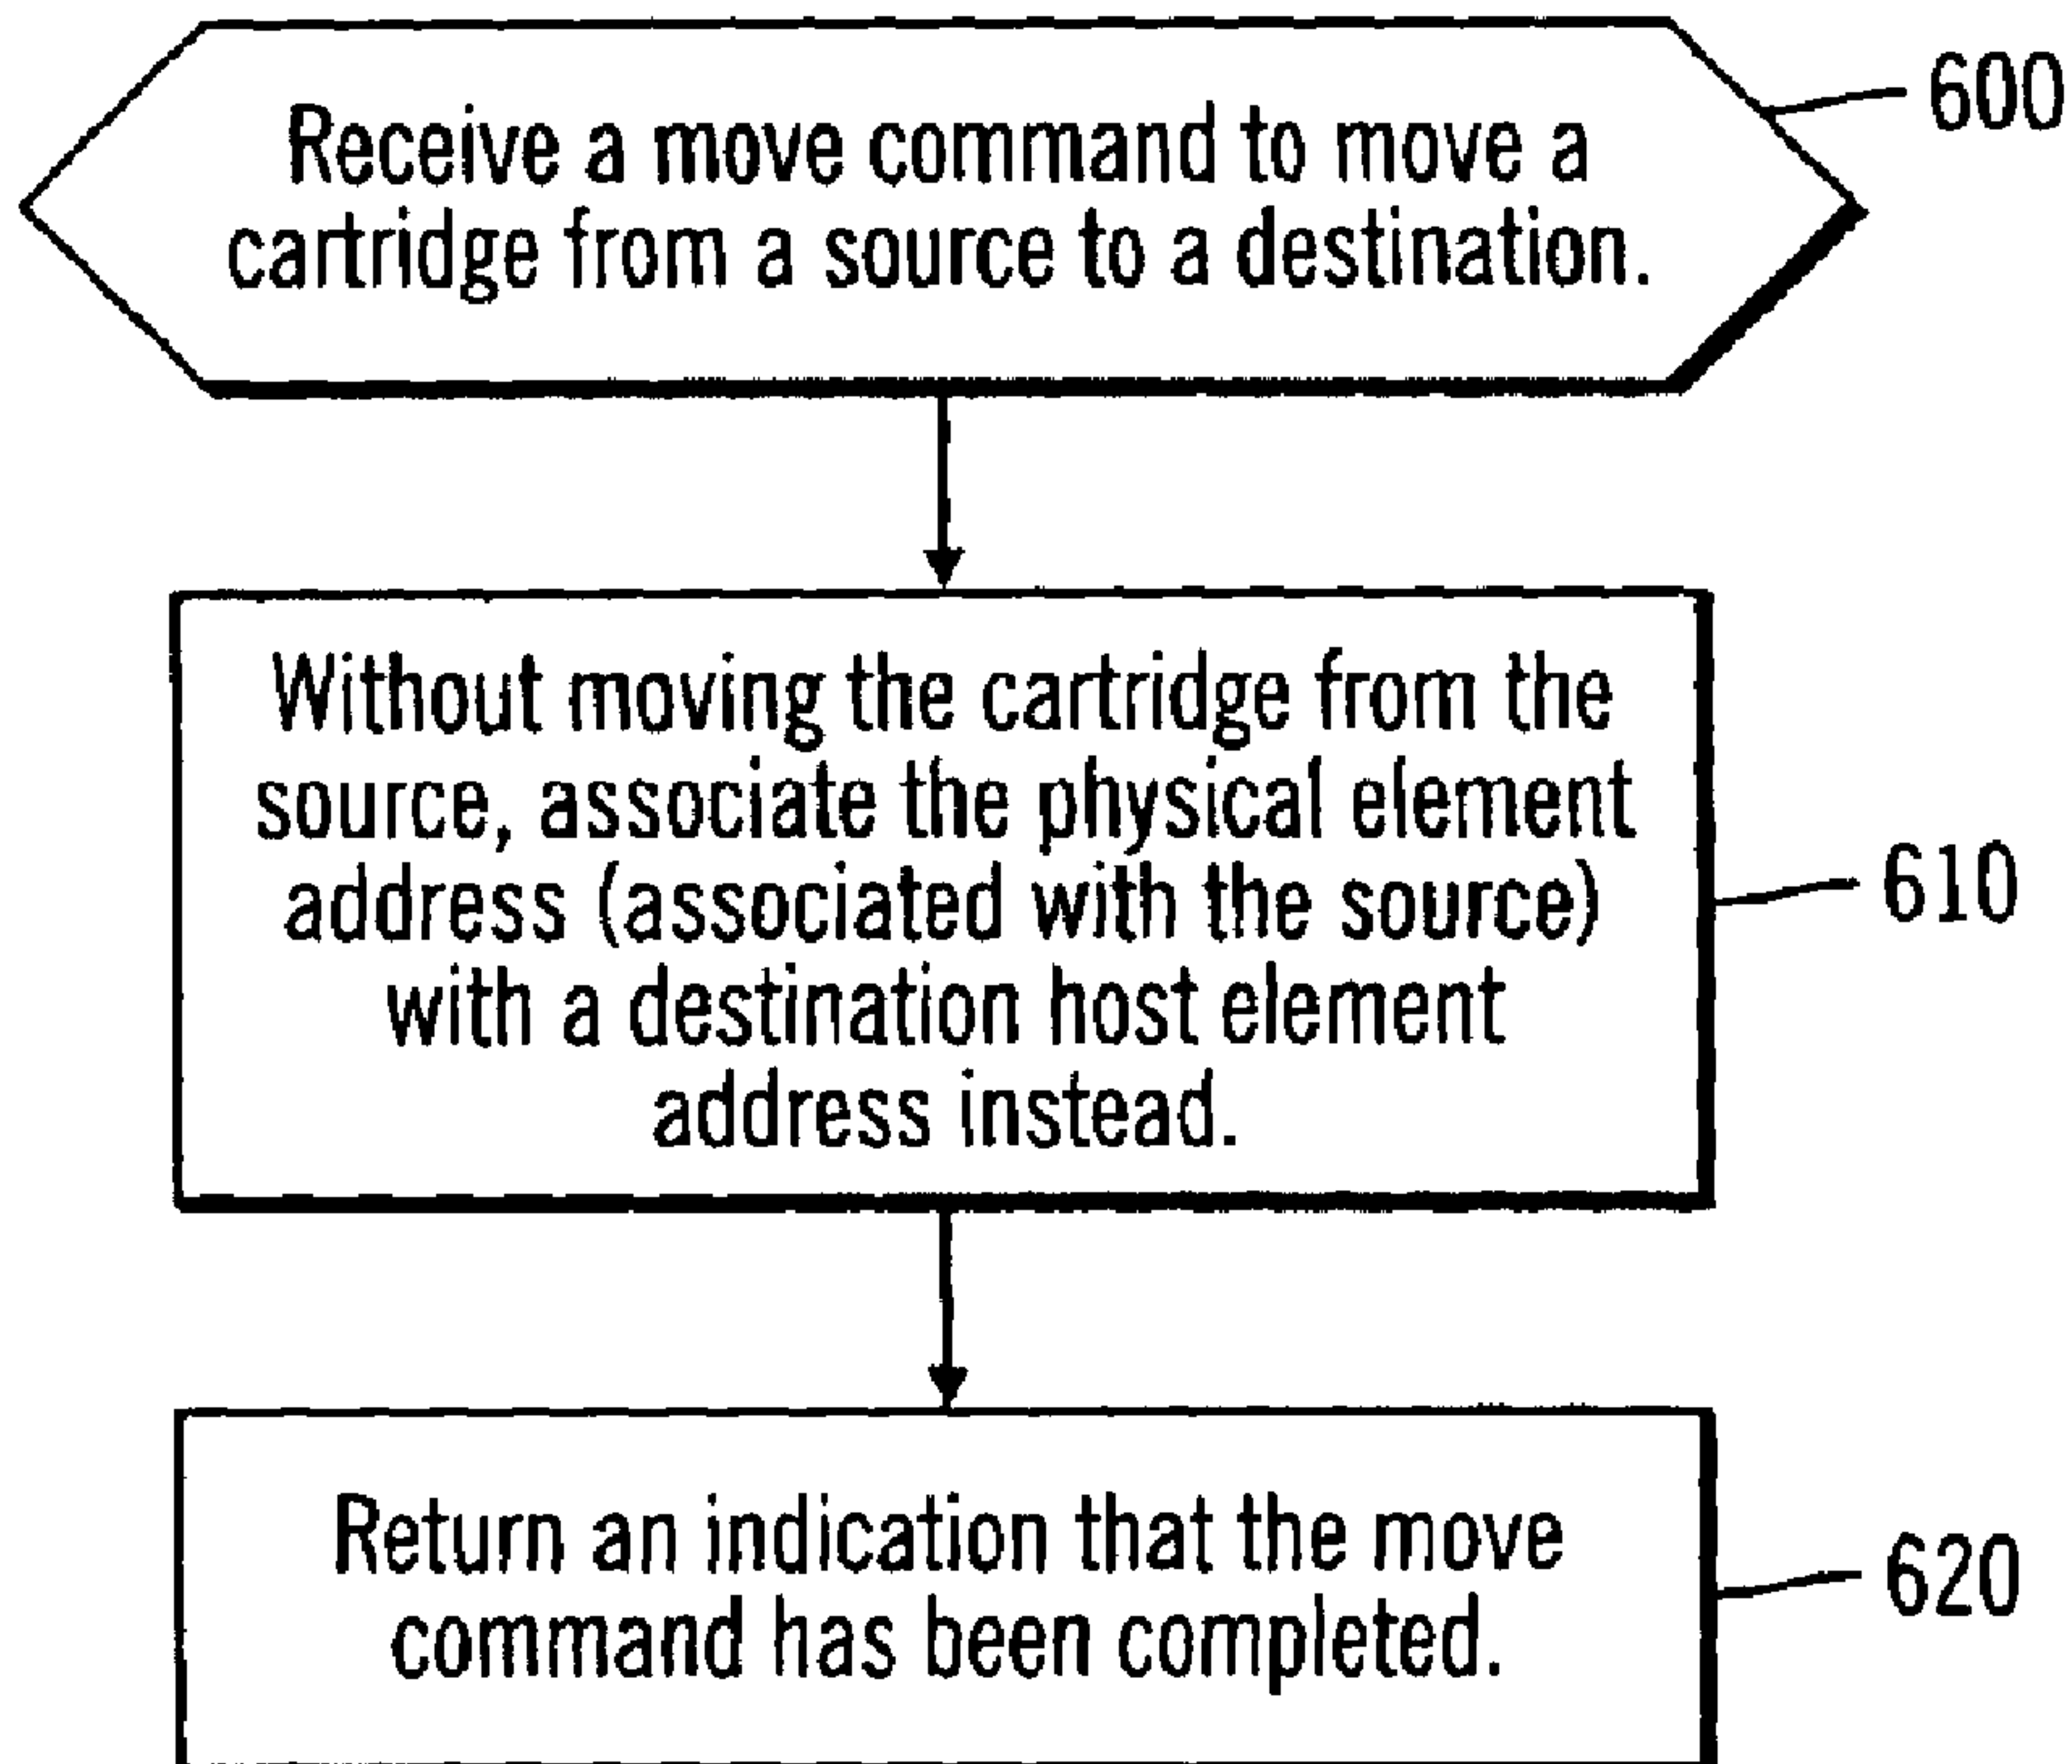 Receive a move command to move a
cartridge from a source to a destination.
600
Without moving the cartridge from the
source, associate the physical element
address (associated with the source)
with a destination host element
address instead.
610
Return an indication that the move
command has been completed.
620